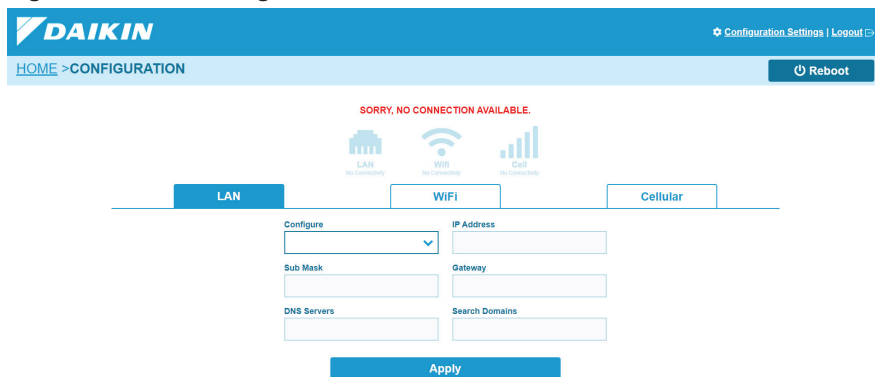 DAIKIN
Configuration Settings | Logout
HOME >CONFIGURATION
Reboot
SORRY, NO CONNECTION AVAILABLE.
LAN Wifi Cell
No Connectivity No Connectivity No Connectivity
LAN WiFi Cellular
Configure IP Address
Sub Mask Gateway
DNS Servers Search Domains
Apply